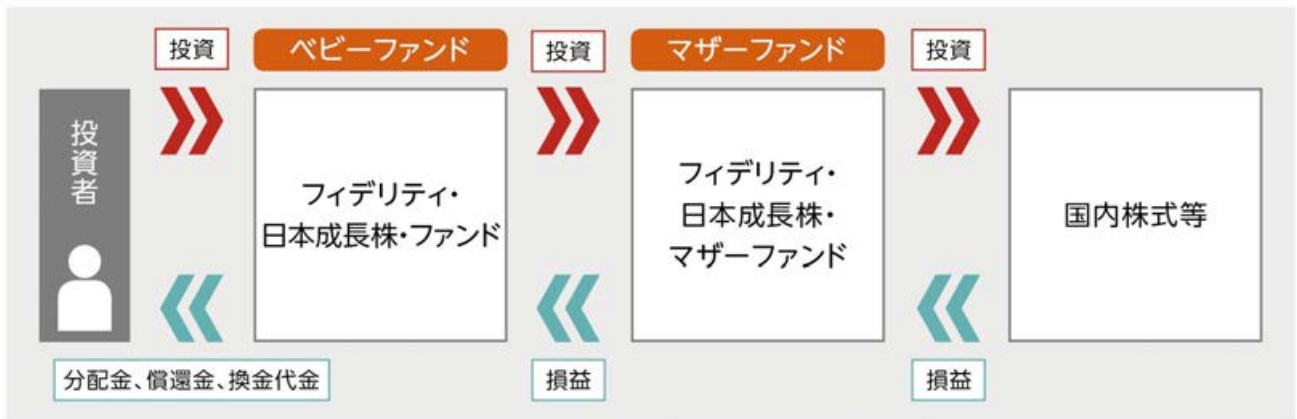 投資
ベビーファンド
投資
マザーファンド
投資
投資者
フィデリティ・
日本成長株・ファンド
フィデリティ・
日本成長株・
マザーファンド
国内株式等
分配金、償還金、換金代金
損益
損益